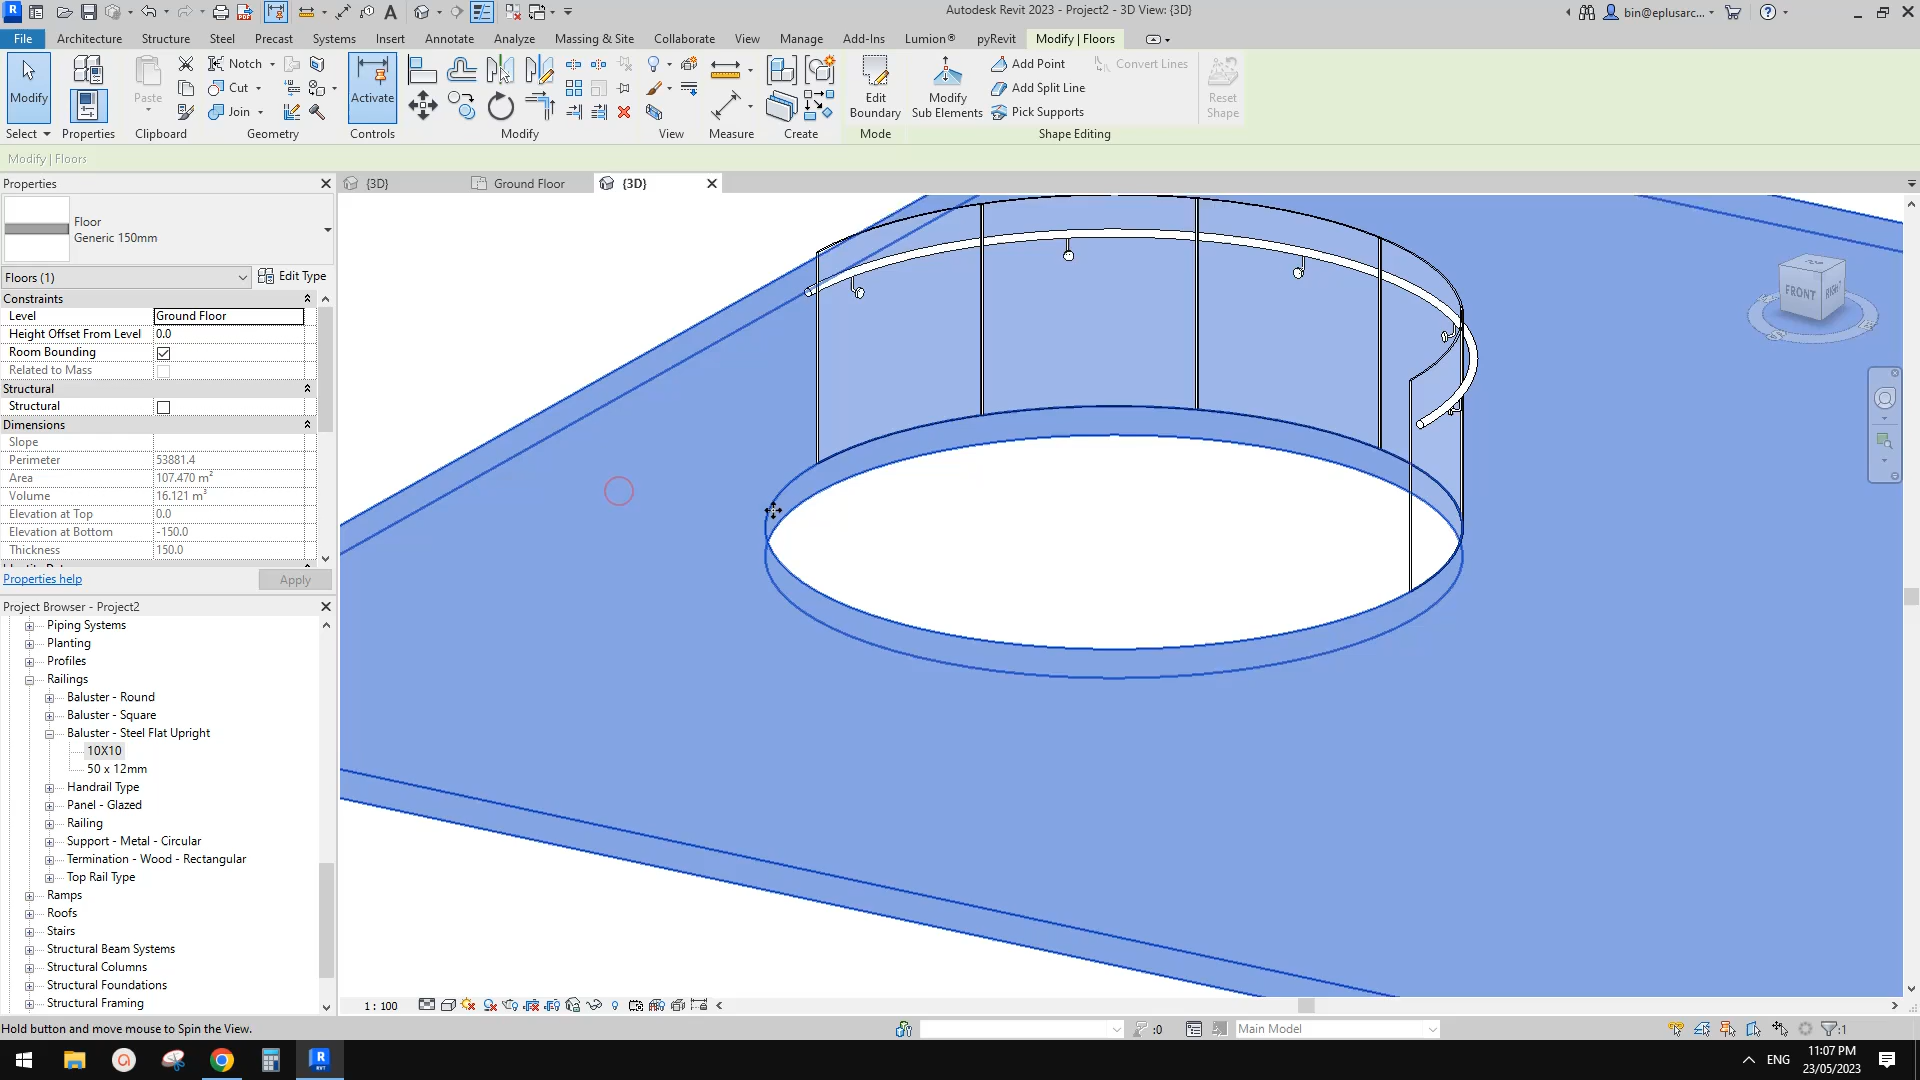 Autodesk Revit 2023 - Project2 - 3D View: {3D}
bin@eplusarc...
File Architecture Structure Steel Precast Systems Insert Annotate Analyze Massing & Site Collaborate View Manage Add-Ins Lumion® pyRevit Modify | Floors
Modify
Paste
Notch
Cut
Join
Activate
Edit Boundary
Modify Sub Elements
Add Point
Add Split Line
Pick Supports
Convert Lines
Reset Shape
Select Properties Clipboard Geometry Controls Modify View Measure Create Mode Shape Editing
Modify | Floors
Properties
{3D} Ground Floor {3D}
Floor
Generic 150mm
Floors (1) Edit Type
Constraints
Level Ground Floor
Height Offset From Level 0.0
Room Bounding
Related to Mass
Structural
Structural
Dimensions
Slope
Perimeter 53881.4
Area 107.470 m²
Volume 16.121 m³
Elevation at Top 0.0
Elevation at Bottom -150.0
Thickness 150.0
Properties help Apply
TOP
FRONT
RIGHT
Project Browser - Project2
Piping Systems
Planting
Profiles
Railings
Baluster - Round
Baluster - Square
Baluster - Steel Flat Upright
10X10
50 x 12mm
Handrail Type
Panel - Glazed
Railing
Support - Metal - Circular
Termination - Wood - Rectangular
Top Rail Type
Ramps
Roofs
Stairs
Structural Beam Systems
Structural Columns
Structural Foundations
Structural Framing
1 : 100
Hold button and move mouse to Spin the View.
:0
Main Model
:1
ENG
11:07 PM
23/05/2023